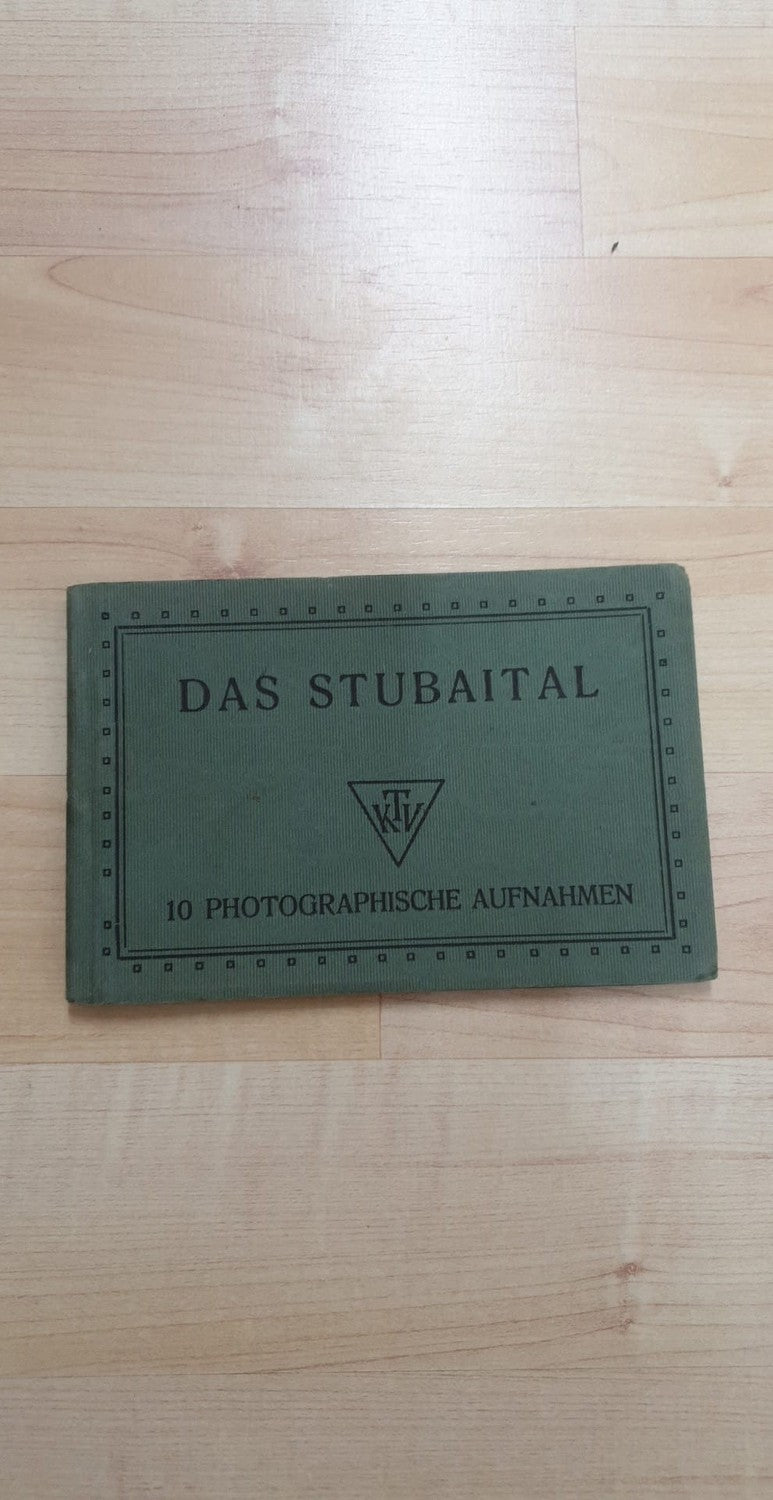 DAS STUBAITAL
KTV
10 PHOTOGRAPHISCHE AUFNAHMEN